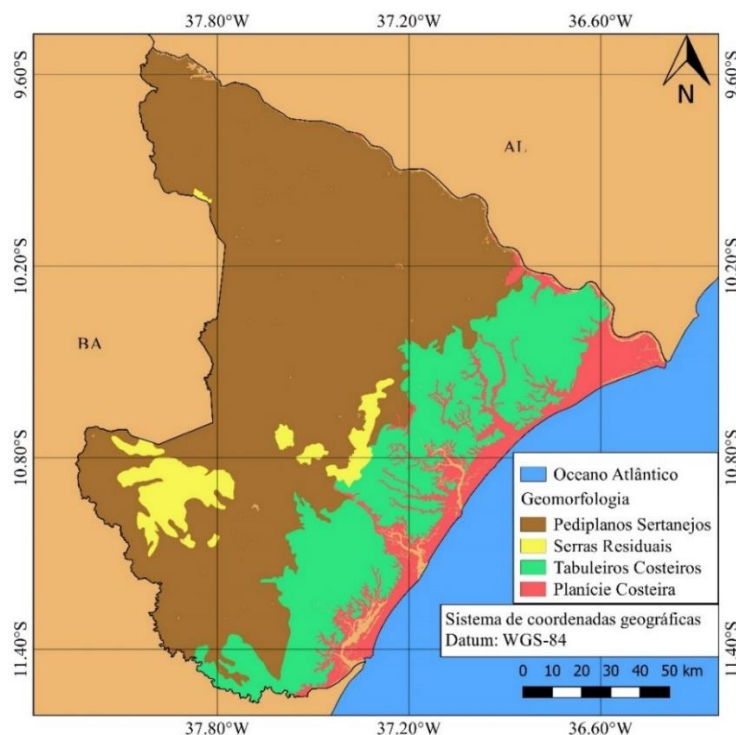 37.80°W 37.20°W 36.60°W
9.60°S 9.60°S
N
AL
10.20°S 10.20°S
BA
10.80°S 10.80°S
Oceano Atlântico
Geomorfologia
Pediplanos Sertanejos
Serras Residuais
Tabuleiros Costeiros
Planície Costeira
Sistema de coordenadas geográficas
Datum: WGS-84
11.40°S 11.40°S
0 10 20 30 40 50 km
37.80°W 37.20°W 36.60°W